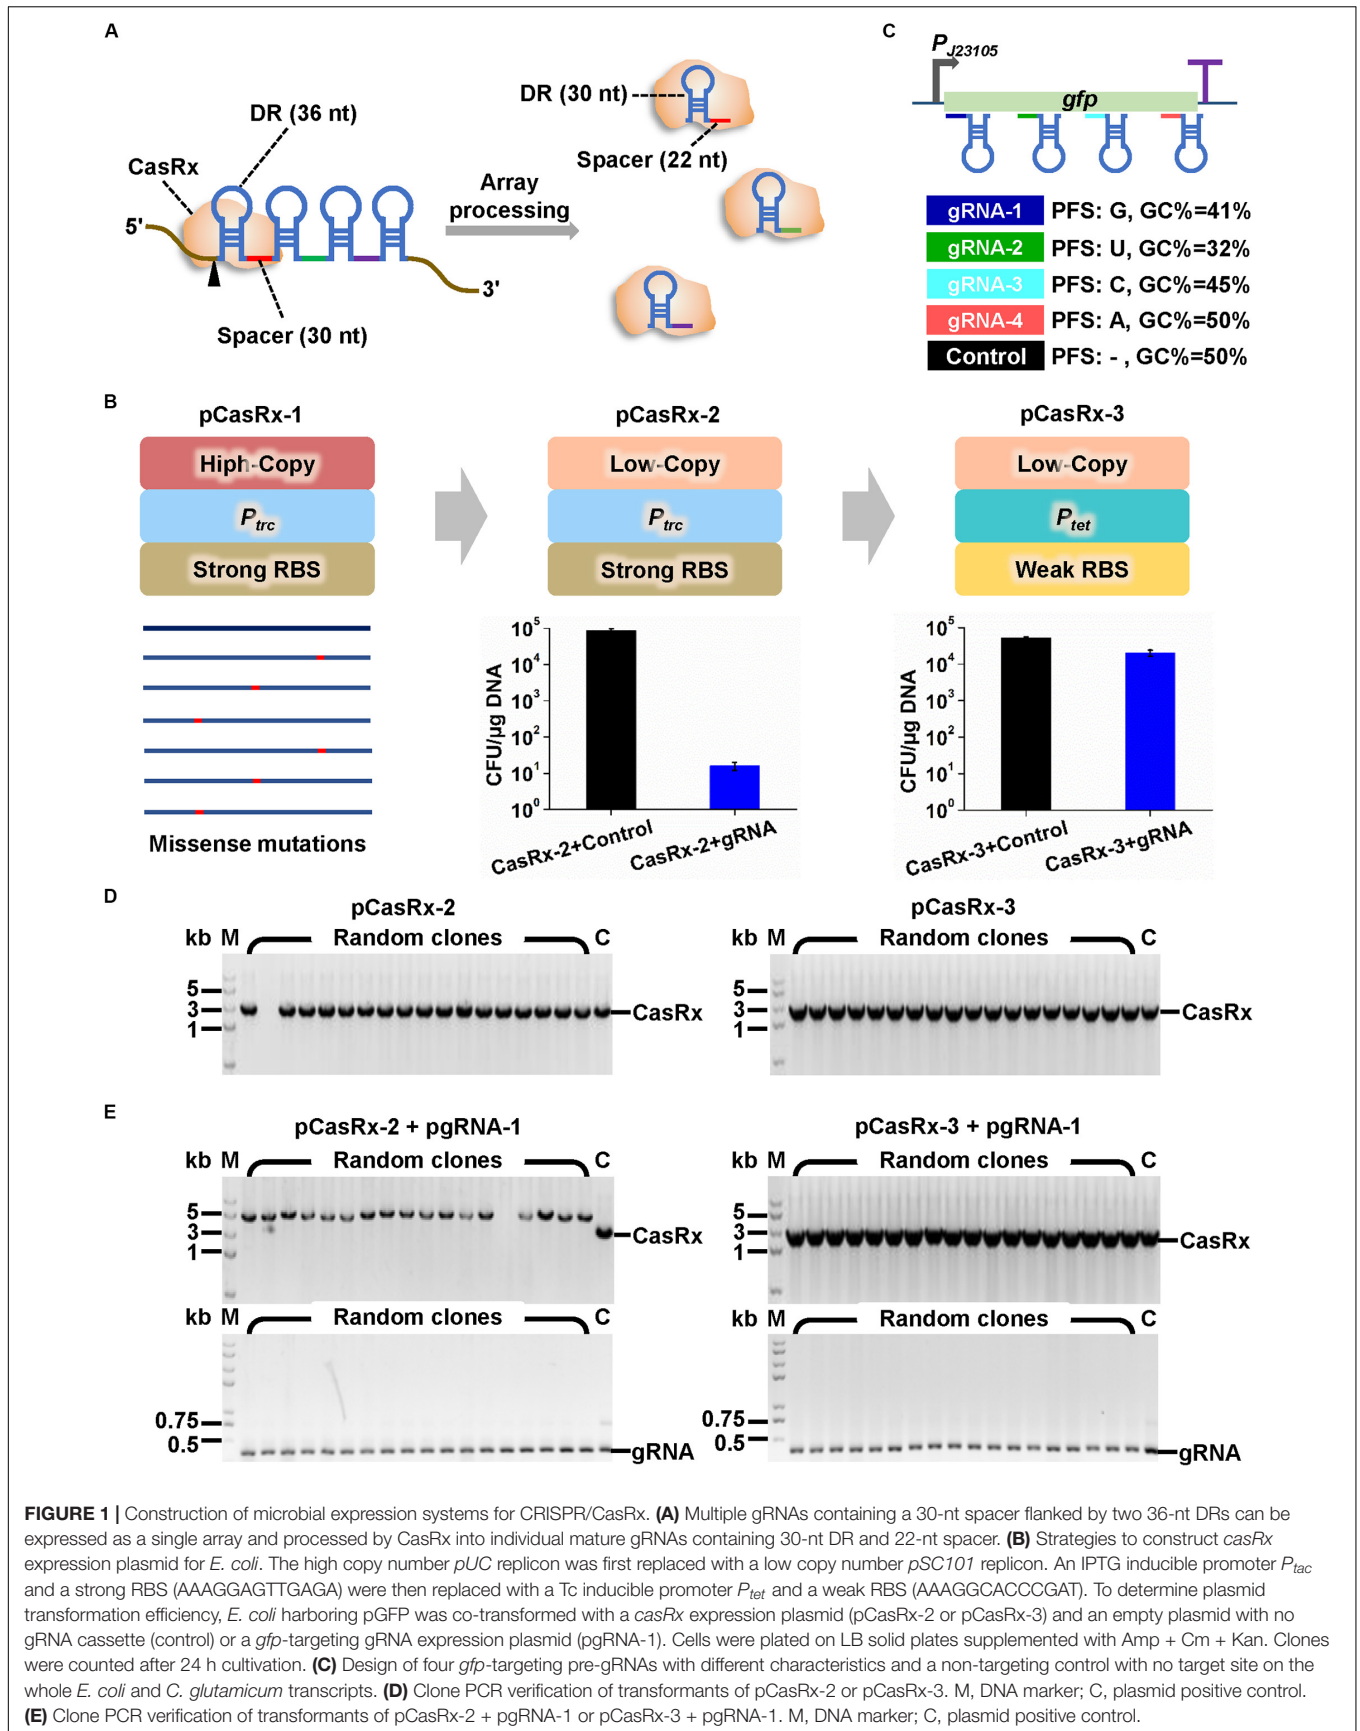 A
DR (36 nt)
CasRx
5'
3'
Spacer (30 nt)
Array
processing
DR (30 nt)
Spacer (22 nt)
C
P J23105
gfp
gRNA-1 PFS: G, GC%=41%
gRNA-2 PFS: U, GC%=32%
gRNA-3 PFS: C, GC%=45%
gRNA-4 PFS: A, GC%=50%
Control PFS: - , GC%=50%
B
pCasRx-1
Hiph-Copy
Ptrc
Strong RBS
Missense mutations
pCasRx-2
Low-Copy
Ptrc
Strong RBS
CFU/µg DNA
10^5
10^4
10^3
10^2
10^1
10^0
CasRx-2+Control
CasRx-2+gRNA
pCasRx-3
Low-Copy
Ptet
Weak RBS
CFU/µg DNA
10^5
10^4
10^3
10^2
10^1
10^0
CasRx-3+Control
CasRx-3+gRNA
D
pCasRx-2
kb M Random clones C
5
3
1
CasRx
pCasRx-3
kb M Random clones C
5
3
1
CasRx
E
pCasRx-2 + pgRNA-1
kb M Random clones C
5
3
1
CasRx
kb M Random clones C
0.75
0.5
gRNA
pCasRx-3 + pgRNA-1
kb M Random clones C
5
3
1
CasRx
kb M Random clones C
0.75
0.5
gRNA
FIGURE 1 | Construction of microbial expression systems for CRISPR/CasRx. (A) Multiple gRNAs containing a 30-nt spacer flanked by two 36-nt DRs can be
expressed as a single array and processed by CasRx into individual mature gRNAs containing 30-nt DR and 22-nt spacer. (B) Strategies to construct casRx
expression plasmid for E. coli. The high copy number pUC replicon was first replaced with a low copy number pSC101 replicon. An IPTG inducible promoter Ptac
and a strong RBS (AAAGGAGTTGAGA) were then replaced with a Tc inducible promoter Ptet and a weak RBS (AAAGGCACCCGAT). To determine plasmid
transformation efficiency, E. coli harboring pGFP was co-transformed with a casRx expression plasmid (pCasRx-2 or pCasRx-3) and an empty plasmid with no
gRNA cassette (control) or a gfp-targeting gRNA expression plasmid (pgRNA-1). Cells were plated on LB solid plates supplemented with Amp + Cm + Kan. Clones
were counted after 24 h cultivation. (C) Design of four gfp-targeting pre-gRNAs with different characteristics and a non-targeting control with no target site on the
whole E. coli and C. glutamicum transcripts. (D) Clone PCR verification of transformants of pCasRx-2 or pCasRx-3. M, DNA marker; C, plasmid positive control.
(E) Clone PCR verification of transformants of pCasRx-2 + pgRNA-1 or pCasRx-3 + pgRNA-1. M, DNA marker; C, plasmid positive control.